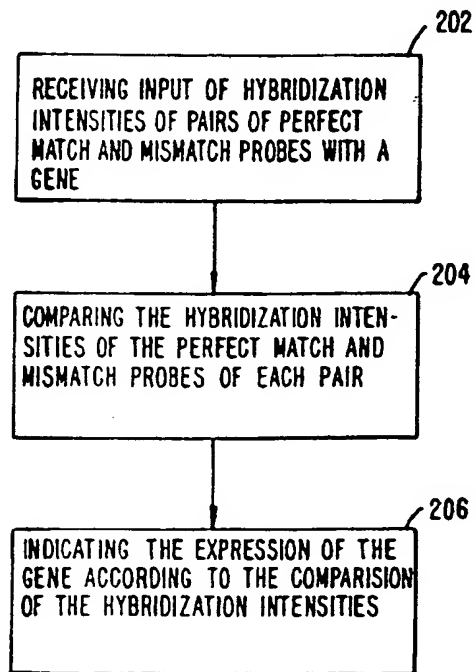 202
RECEIVING INPUT OF HYBRIDIZATION
INTENSITIES OF PAIRS OF PERFECT
MATCH AND MISMATCH PROBES WITH A
GENE
204
COMPARING THE HYBRIDIZATION INTEN-
SITIES OF THE PERFECT MATCH AND
MISMATCH PROBES OF EACH PAIR
206
INDICATING THE EXPRESSION OF THE
GENE ACCORDING TO THE COMPARISION
OF THE HYBRIDIZATION INTENSITIES